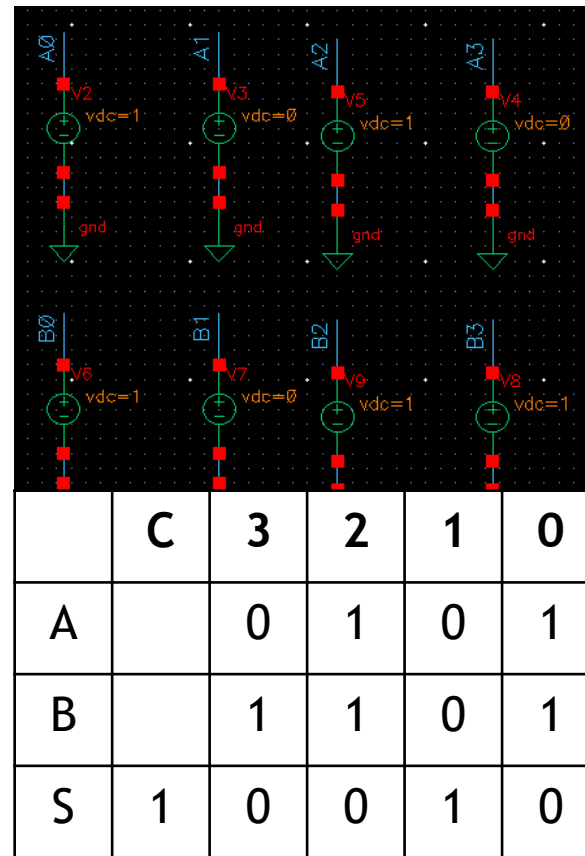 A0 A1 A2 A3
V2 V3 V5 V4
vdc=1 vdc=0 vdc=1 vdc=0
gnd gnd gnd gnd
B0 B1 B2 B3
V6 V7 V9 V8
vdc=1 vdc=0 vdc=1 vdc=1
C 3 2 1 0
A 0 1 0 1
B 1 1 0 1
S 1 0 0 1 0